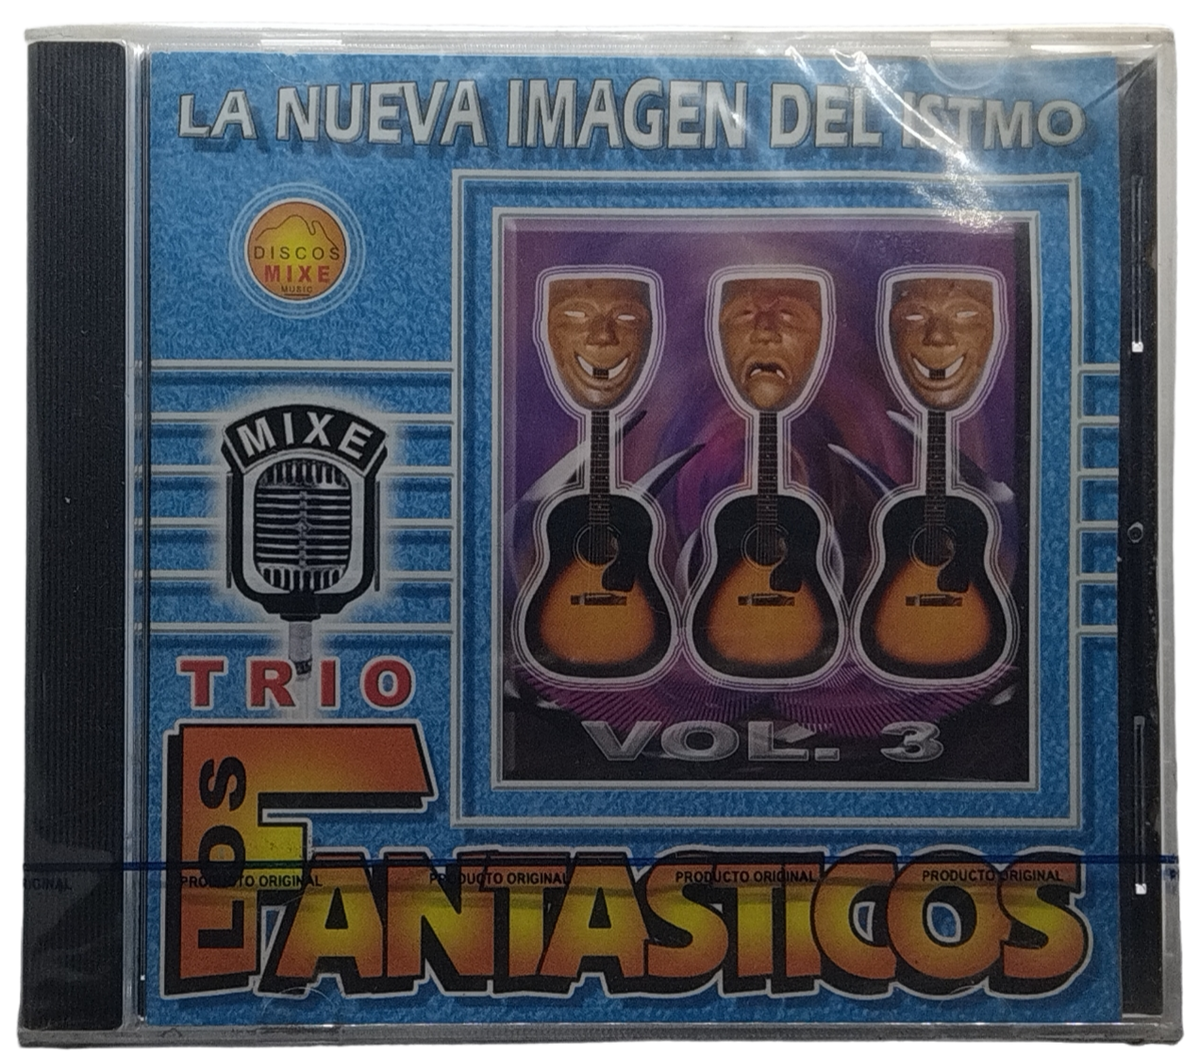 LA NUEVA IMAGEN DEL ISTMO
DISCOS
MIXE
MUSIC
MIXE
TRIO
LOS
FANTASTICOS
VOL. 3
PRODUCTO ORIGINAL PRODUCTO ORIGINAL PRODUCTO ORIGINAL PRODUCTO ORIGINAL